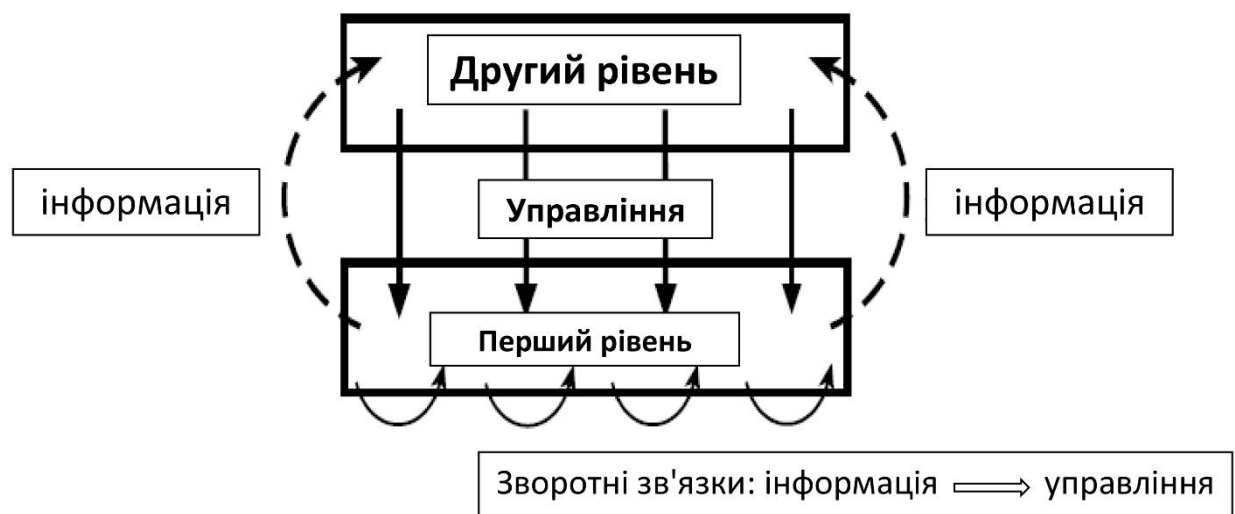 Другий рівень
інформація
Управління
інформація
Перший рівень
Зворотні зв'язки: інформація ⟹ управління